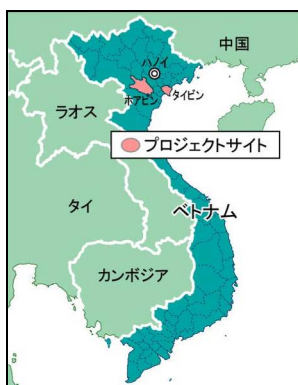 中国
ハノイ
ホアビン
タイビン
ラオス
プロジェクトサイト
タイ
ベトナム
カンボジア